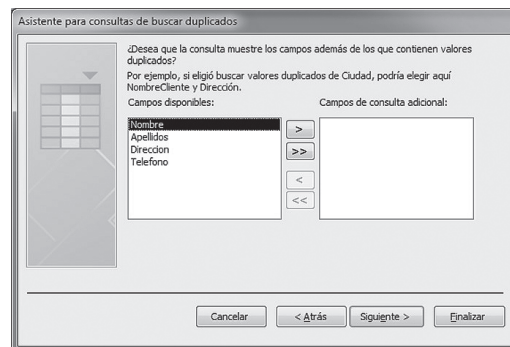 Asistente para consultas de buscar duplicados
¿Desea que la consulta muestre los campos además de los que contienen valores
duplicados?
Por ejemplo, si eligió buscar valores duplicados de Ciudad, podría elegir aquí
NombreCliente y Dirección.
Campos disponibles:
Campos de consulta adicional:
Nombre
Apellidos
Direccion
Telefono
>
>>
<
<<
Cancelar
< Atrás
Siguiente >
Finalizar